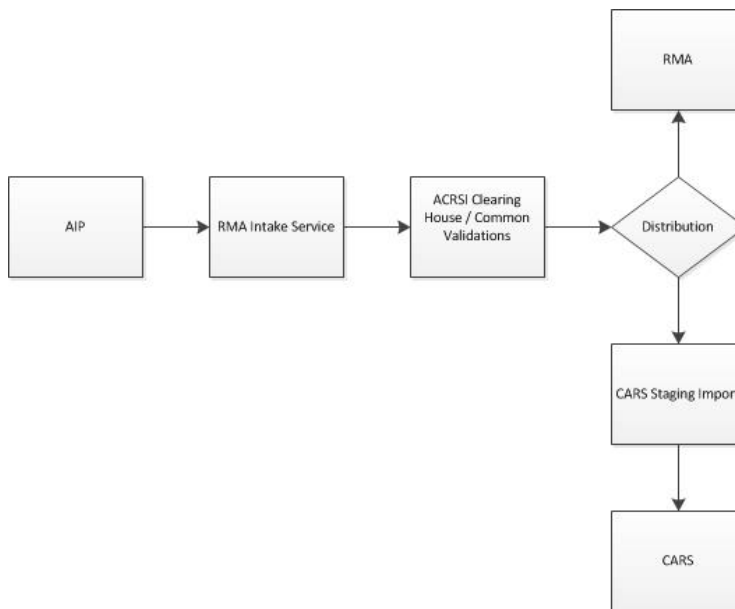 RMA
AIP
RMA Intake Service
ACRSI Clearing
House / Common
Validations
Distribution
CARS Staging Impor
CARS